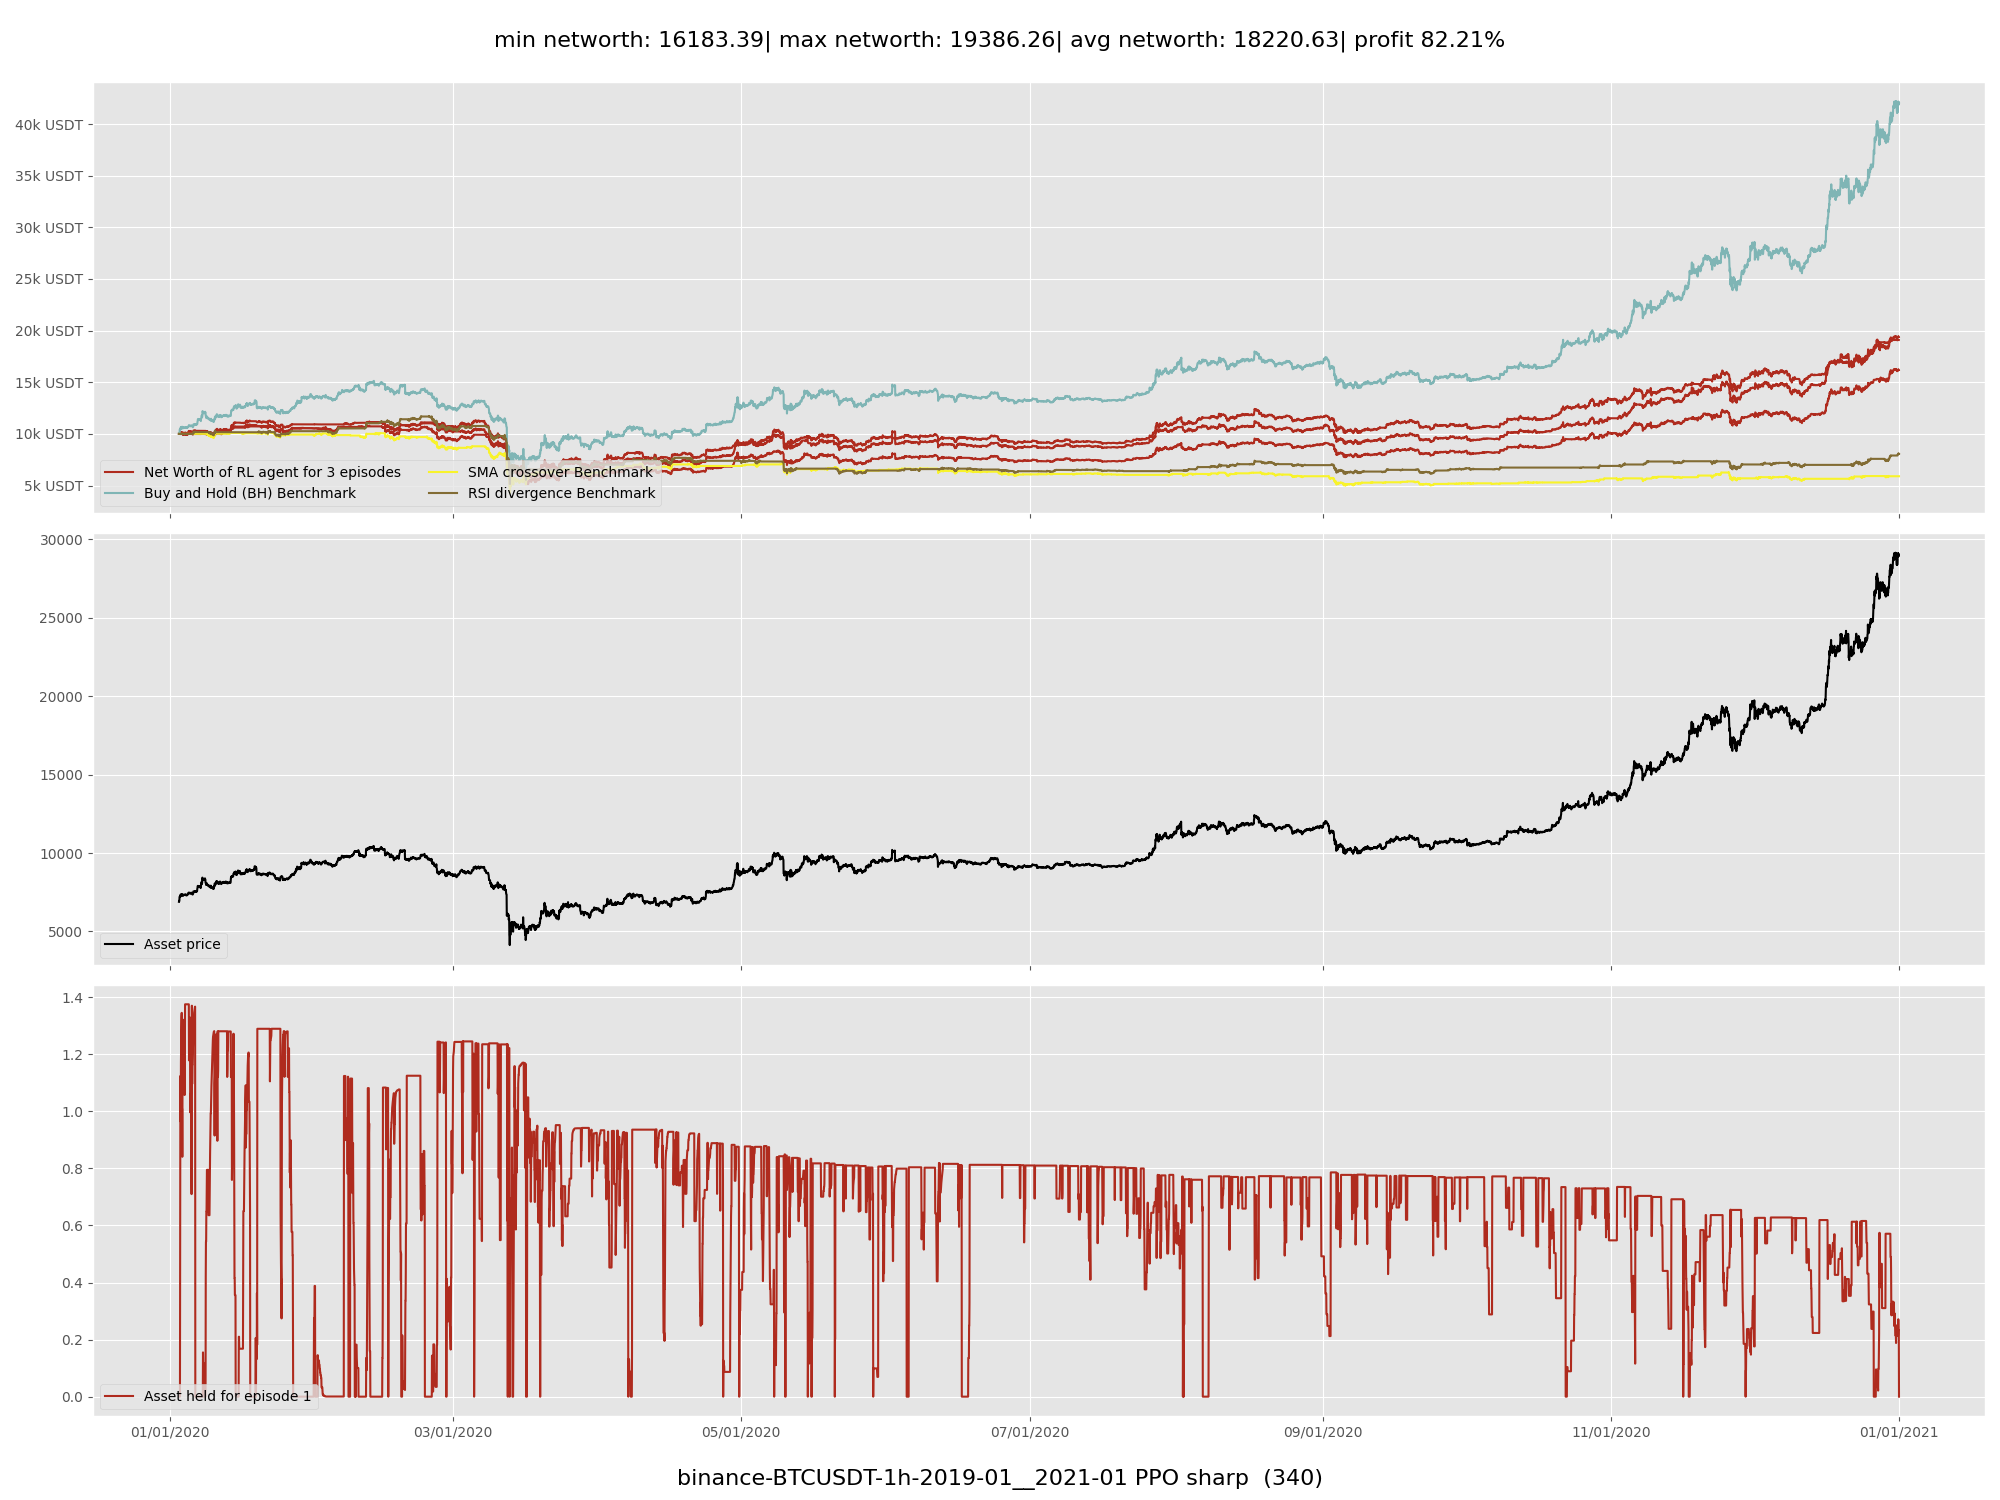 min networth: 16183.39| max networth: 19386.26| avg networth: 18220.63| profit 82.21%
40k USDT
35k USDT
30k USDT
25k USDT
20k USDT
15k USDT
10k USDT
5k USDT
Net Worth of RL agent for 3 episodes
Buy and Hold (BH) Benchmark
SMA crossover Benchmark
RSI divergence Benchmark
30000
25000
20000
15000
10000
5000
Asset price
1.4
1.2
1.0
0.8
0.6
0.4
0.2
0.0
Asset held for episode 1
01/01/2020 03/01/2020 05/01/2020 07/01/2020 09/01/2020 11/01/2020 01/01/2021
binance-BTCUSDT-1h-2019-01__2021-01 PPO sharp (340)